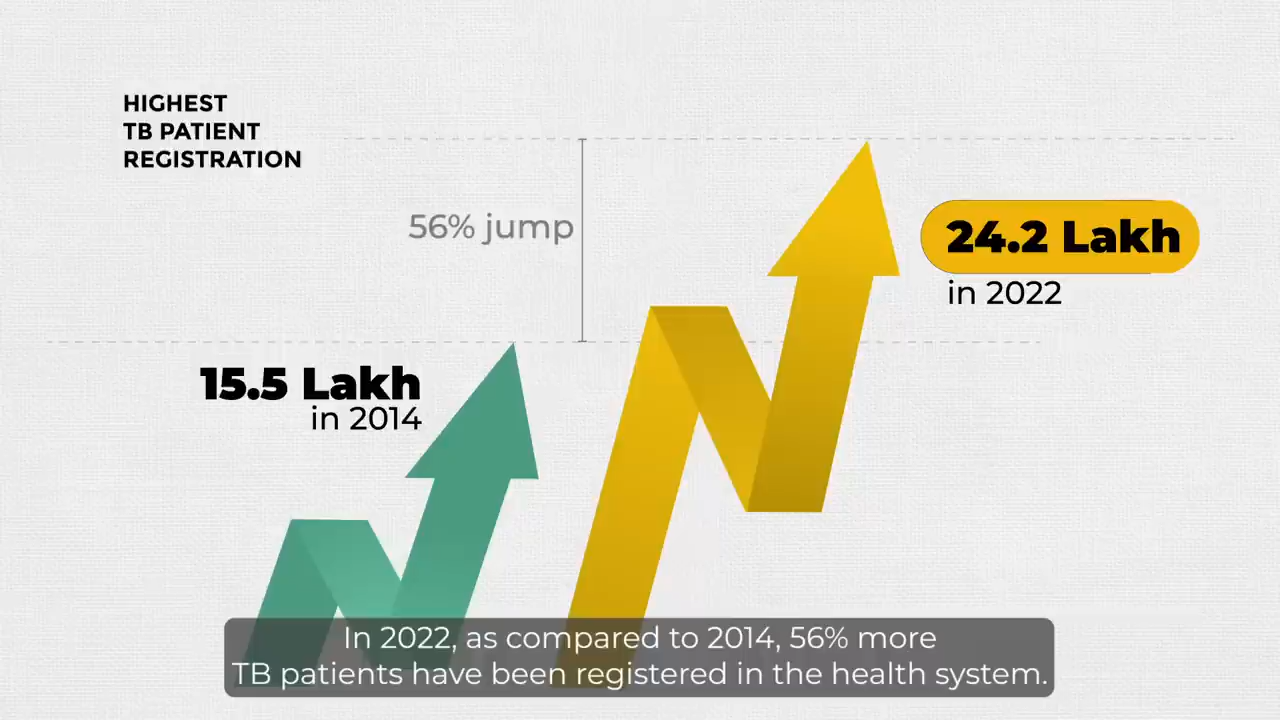 HIGHEST
TB PATIENT
REGISTRATION
56% jump
24.2 Lakh
in 2022
15.5 Lakh
in 2014
In 2022, as compared to 2014, 56% more
TB patients have been registered in the health system.